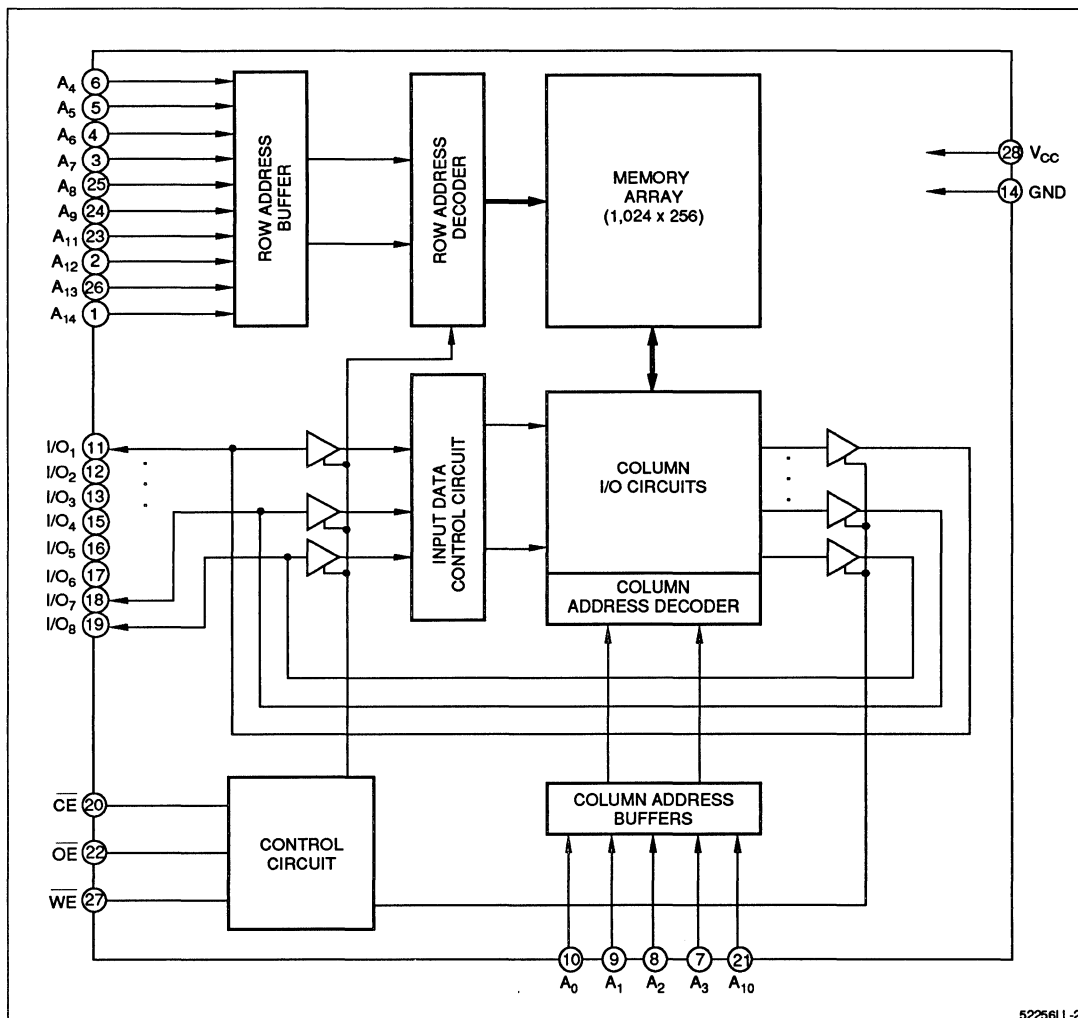 A4 6
A5 5
A6 4
A7 3
A8 25
A9 24
A11 23
A12 2
A13 26
A14 1
ROW ADDRESS
BUFFER
ROW ADDRESS
DECODER
MEMORY
ARRAY
(1,024 x 256)
28 VCC
14 GND
I/O1 11
I/O2 12
I/O3 13
I/O4 15
I/O5 16
I/O6 17
I/O7 18
I/O8 19
INPUT DATA
CONTROL CIRCUIT
COLUMN
I/O CIRCUITS
COLUMN
ADDRESS DECODER
CE 20
OE 22
WE 27
CONTROL
CIRCUIT
COLUMN ADDRESS
BUFFERS
10 9 8 7 21
A0 A1 A2 A3 A10
52256LL-2